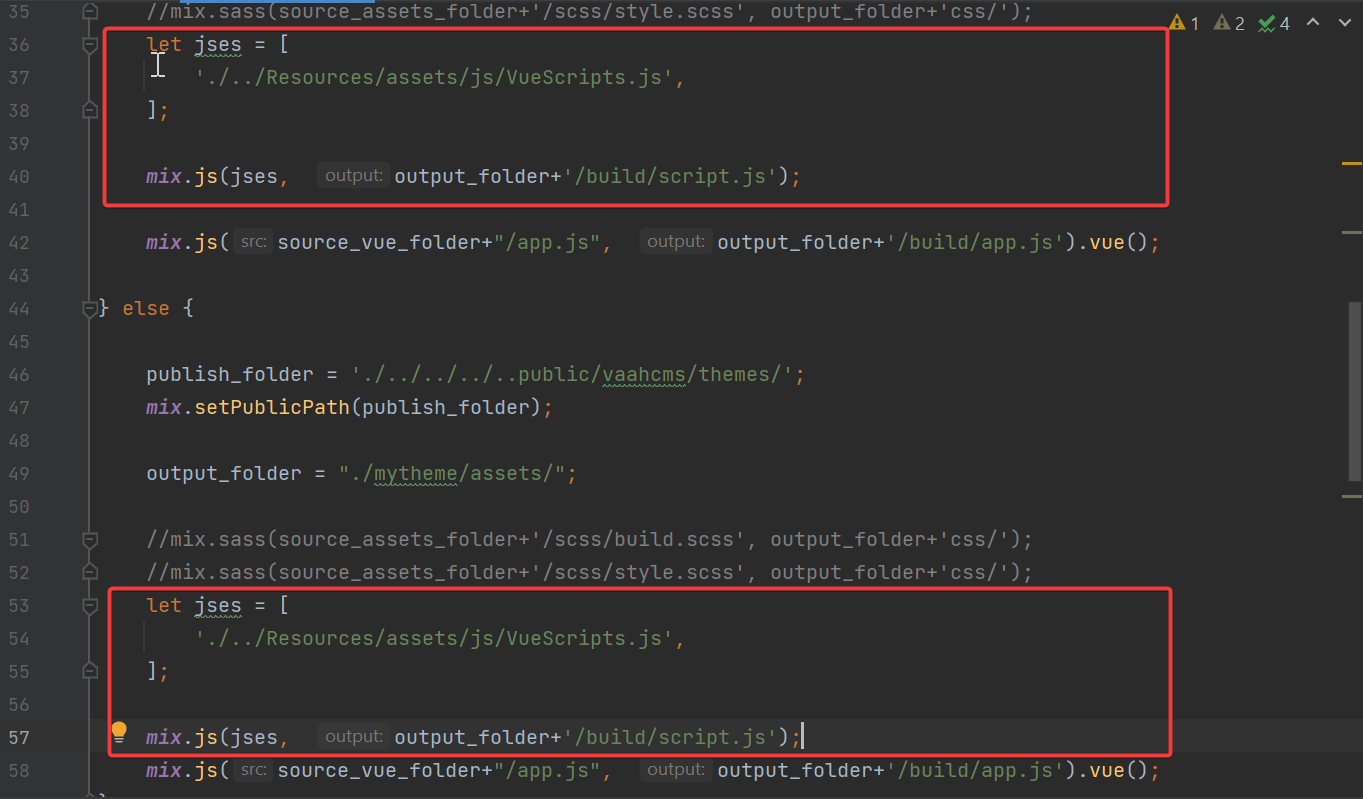 35 //mix.sass(source_assets_folder+'/scss/style.scss', output_folder+'css/'); 1 2 4
36 let jses = [
37 './../Resources/assets/js/VueScripts.js',
38 ];
39
40 mix.js(jses, output: output_folder+'/build/script.js');
41
42 mix.js( src: source_vue_folder+"/app.js", output: output_folder+'/build/app.js').vue();
43
44 } else {
45
46 publish_folder = './../../../..public/vaahcms/themes/';
47 mix.setPublicPath(publish_folder);
48
49 output_folder = "./mytheme/assets/";
50
51 //mix.sass(source_assets_folder+'/scss/build.scss', output_folder+'css/');
52 //mix.sass(source_assets_folder+'/scss/style.scss', output_folder+'css/');
53 let jses = [
54 './../Resources/assets/js/VueScripts.js',
55 ];
56
57 mix.js(jses, output: output_folder+'/build/script.js');
58 mix.js( src: source_vue_folder+"/app.js", output: output_folder+'/build/app.js').vue();